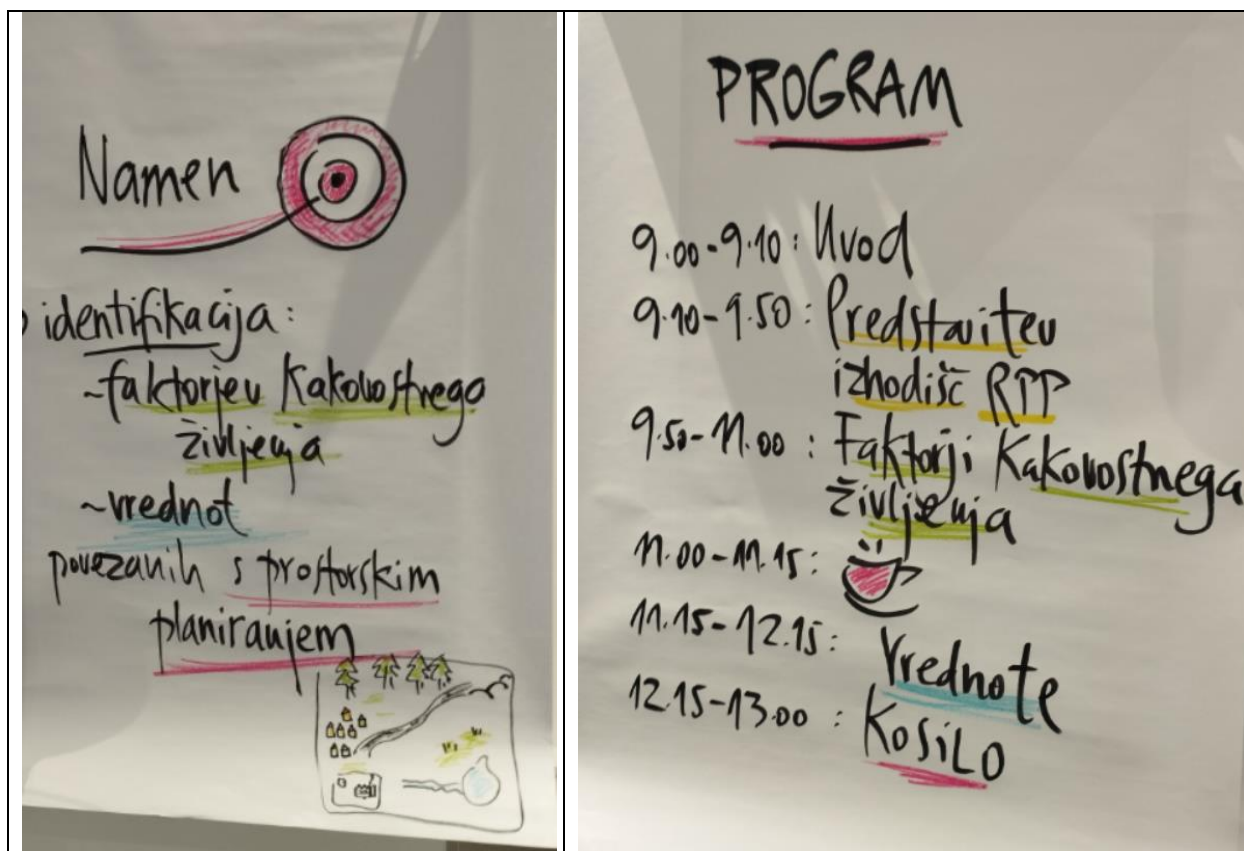 Namen
identifikacija:
~faktorjev kakovostnega
življenja
~vrednot
povezanih s prostorskim
planiranjem
PROGRAM
9.00-9.10: Uvod
9.10-9.50: Predstavitev
izhodišč RPP
9.50-11.00: Faktorji kakovostnega
življenja
11.00-11.15:
11.15-12.15: Vrednote
12.15-13.00: KOSILO